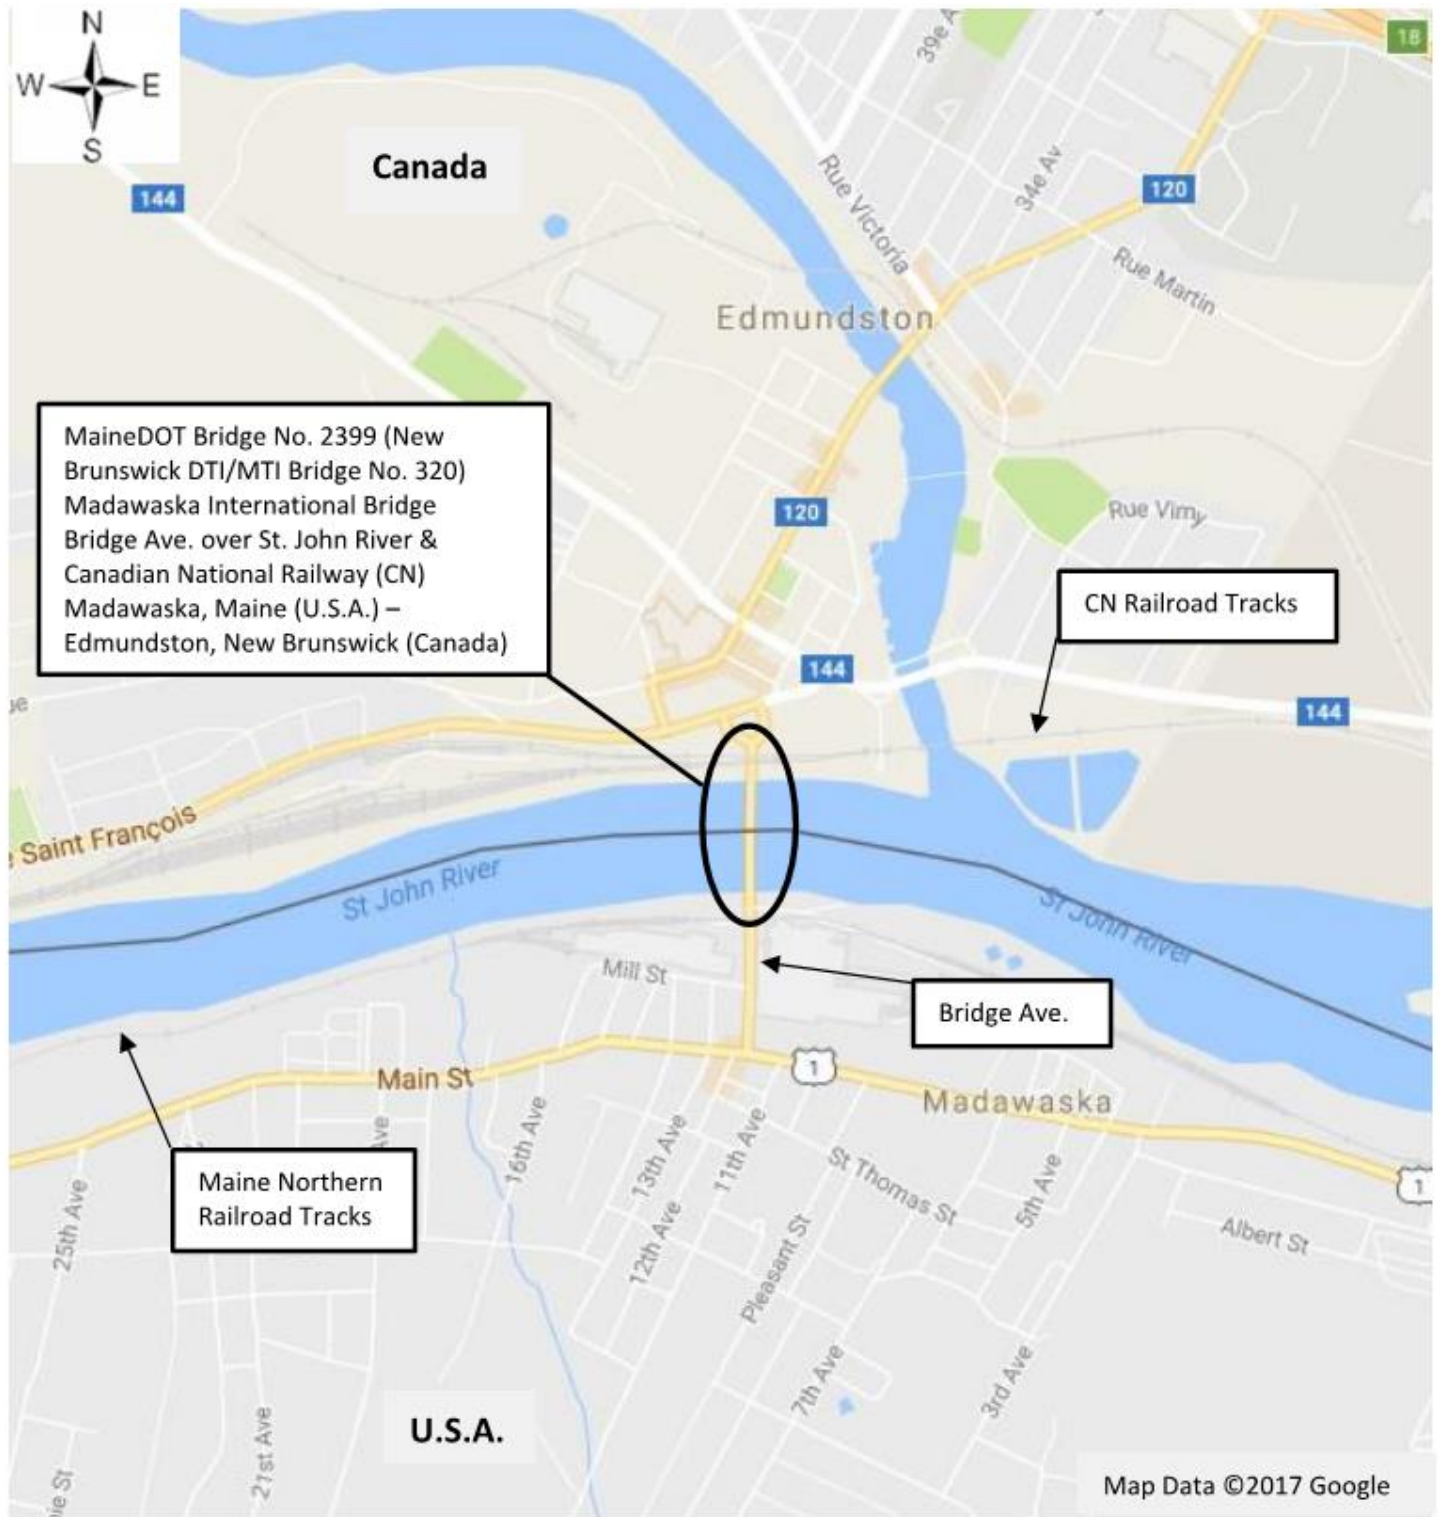 N
W E
S
18
39e A
Canada
144
Rue Victoria
34e Av
120
Rue Martin
Edmundston
MaineDOT Bridge No. 2399 (New
Brunswick DTI/MTI Bridge No. 320)
Madawaska International Bridge
Bridge Ave. over St. John River &
Canadian National Railway (CN)
Madawaska, Maine (U.S.A.) –
Edmundston, New Brunswick (Canada)
120
Rue Vimy
CN Railroad Tracks
144
144
ue
e Saint François
St John River
St John River
Mill St
Bridge Ave.
Main St
1
Madawaska
Maine Northern
Railroad Tracks
Ave
16th Ave
13th Ave
11th Ave
12th Ave
St Thomas St
5th Ave
1
25th Ave
Pleasant St
Albert St
7th Ave
3rd Ave
21st Ave
U.S.A.
ie St
Map Data ©2017 Google